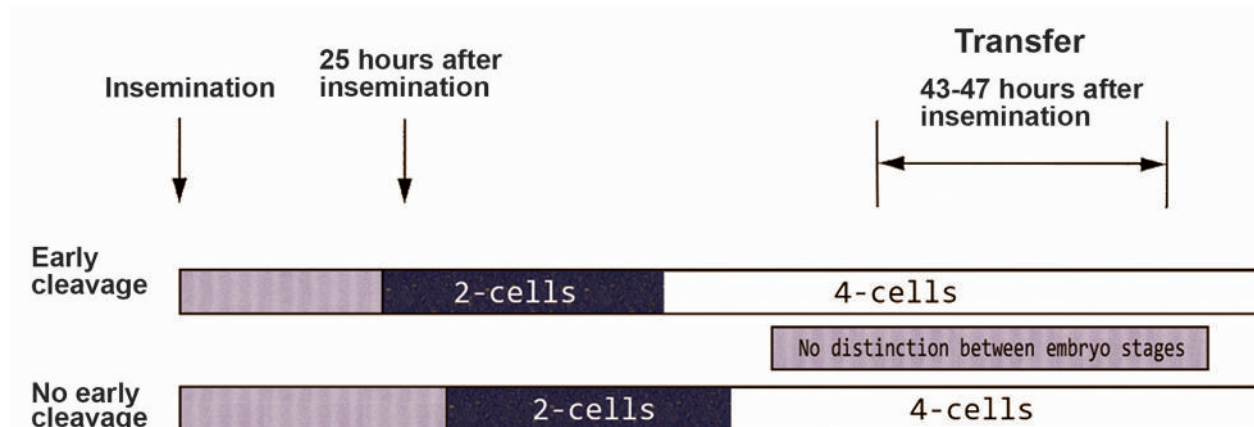 Transfer
25 hours after
insemination
Insemination
43-47 hours after
insemination
Early
cleavage
2-cells
4-cells
No distinction between embryo stages
No early
cleavage
2-cells
4-cells